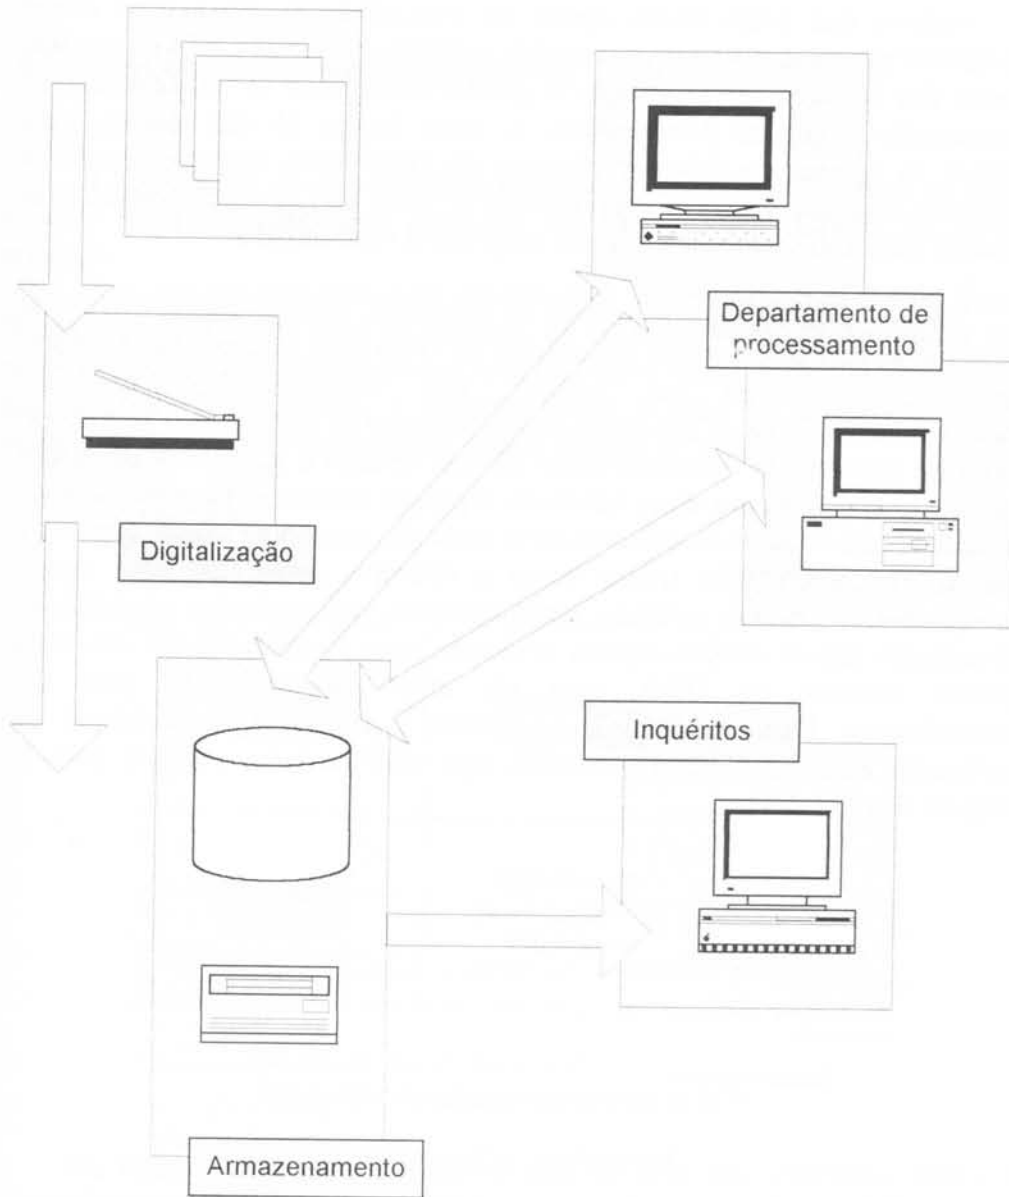 Departamento de
processamento
Digitalização
Inquéritos
Armazenamento